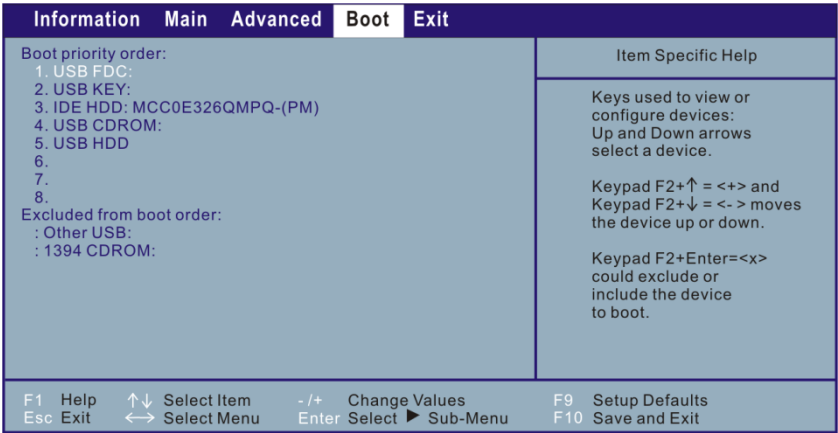 Information Main Advanced Boot Exit
Boot priority order:
1. USB FDC:
2. USB KEY:
3. IDE HDD: MCC0E326QMPQ-(PM)
4. USB CDROM:
5. USB HDD
6.
7.
8.
Excluded from boot order:
: Other USB:
: 1394 CDROM:
Item Specific Help
Keys used to view or
configure devices:
Up and Down arrows
select a device.
Keypad F2+↑ = <+> and
Keypad F2+↓ = <- > moves
the device up or down.
Keypad F2+Enter=<x>
could exclude or
include the device
to boot.
F1 Help ↑↓ Select Item -/+ Change Values F9 Setup Defaults
Esc Exit ←→ Select Menu Enter Select ► Sub-Menu F10 Save and Exit